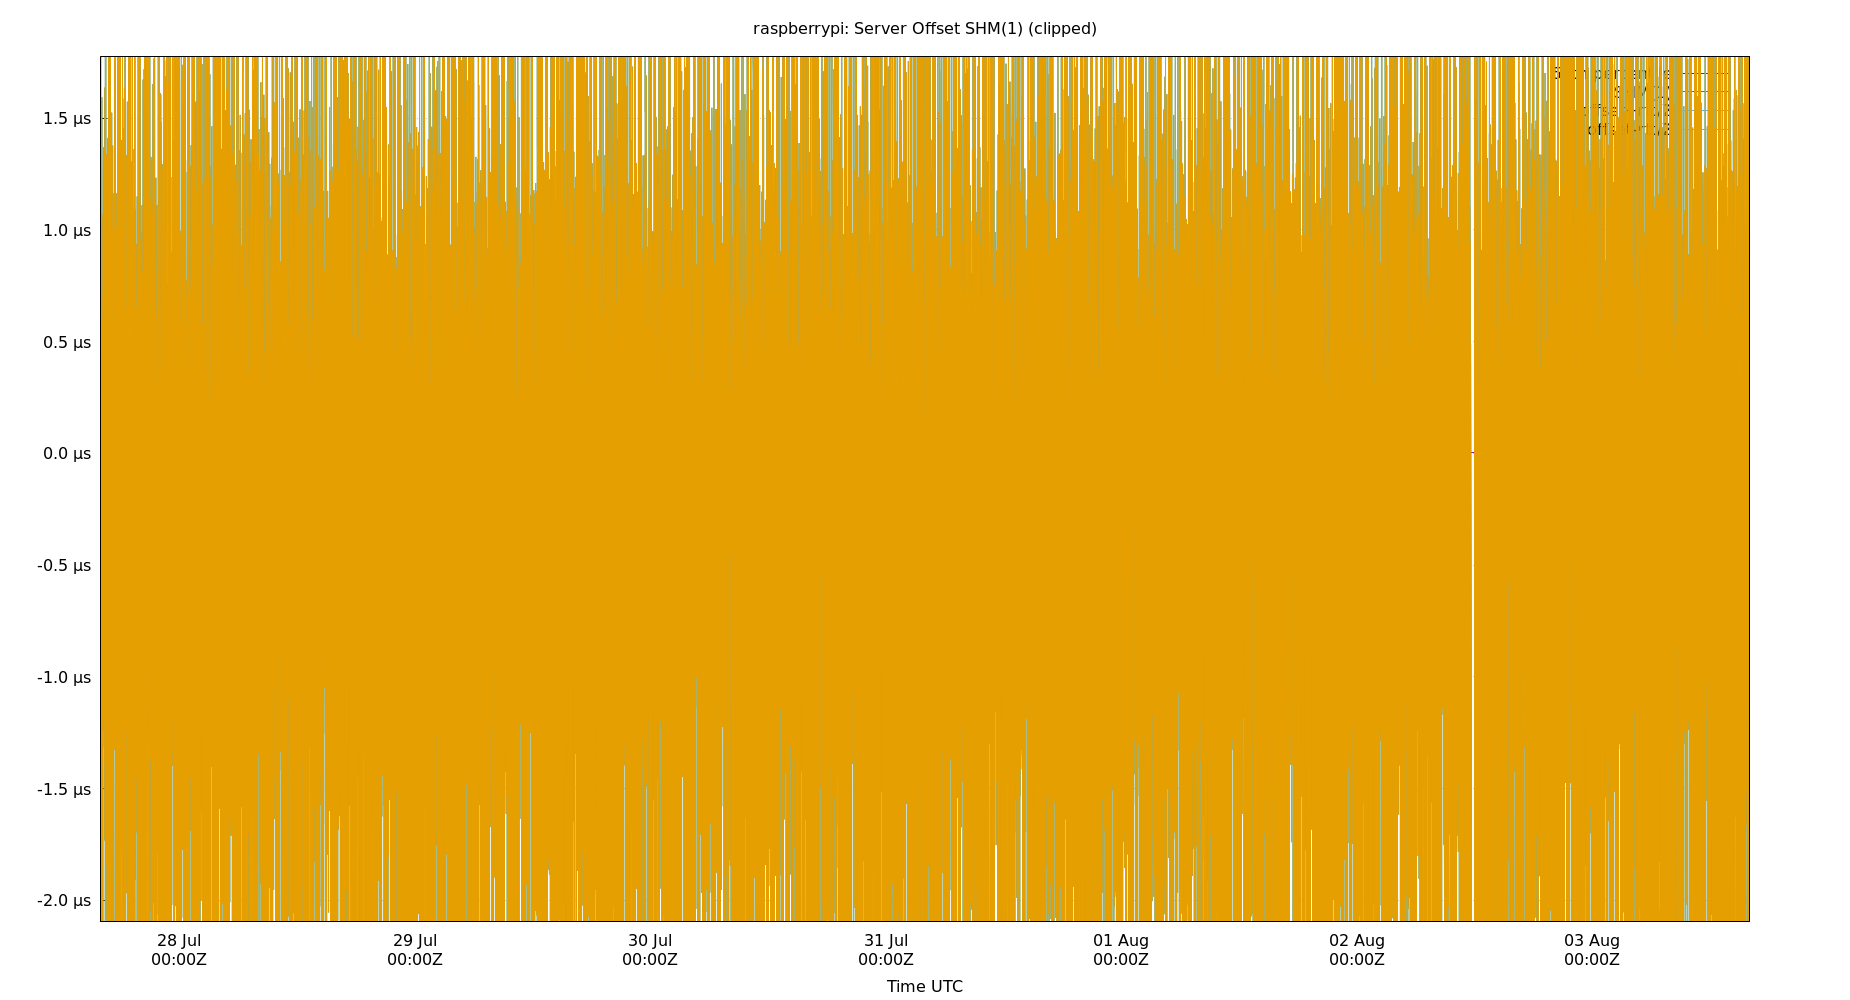 raspberrypi: Server Offset SHM(1) (clipped)
1.5 µs
1.0 µs
0.5 µs
0.0 µs
-0.5 µs
-1.0 µs
-1.5 µs
-2.0 µs
28 Jul 29 Jul 30 Jul 31 Jul 01 Aug 02 Aug 03 Aug
00:00Z 00:00Z 00:00Z 00:00Z 00:00Z 00:00Z 00:00Z
Time UTC